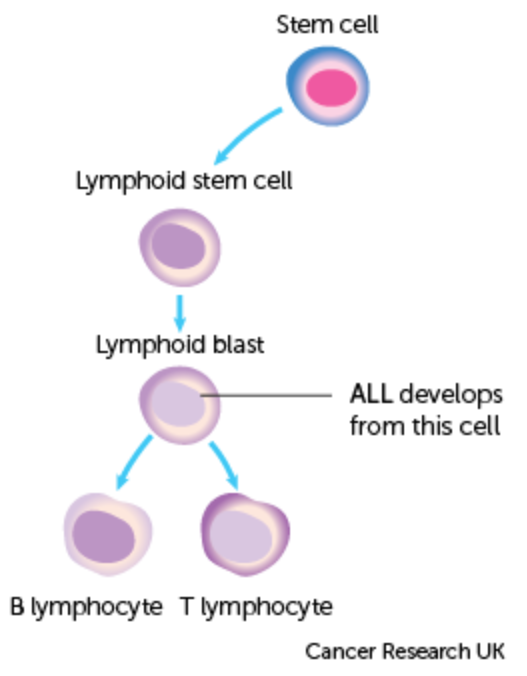 Stem cell
Lymphoid stem cell
Lymphoid blast
ALL develops
from this cell
B lymphocyte
T lymphocyte
Cancer Research UK